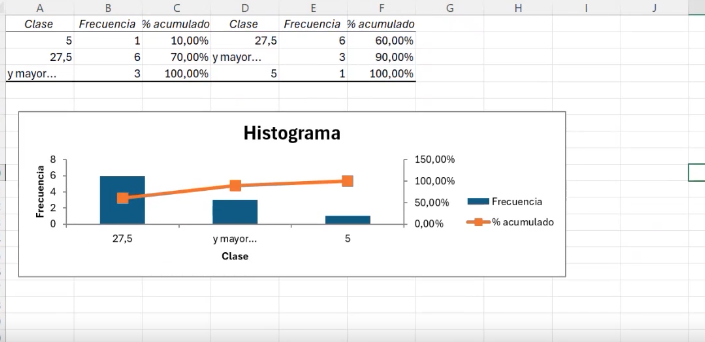 A B C D E F G H I J
Clase Frecuencia % acumulado Clase Frecuencia % acumulado
5 1 10,00% 27,5 6 60,00%
27,5 6 70,00% y mayor... 3 90,00%
y mayor... 3 100,00% 5 1 100,00%
Histograma
8 150,00%
6 100,00%
4 50,00%
2 0,00%
0
Frecuencia
27,5 y mayor... 5
Clase
Frecuencia
% acumulado